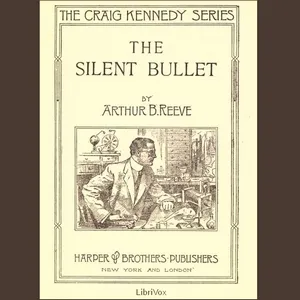 THE CRAIG KENNEDY SERIES
THE
SILENT BULLET
BY
ARTHUR B. REEVE
HARPER & BROTHERS · PUBLISHERS
NEW YORK AND LONDON
LibriVox